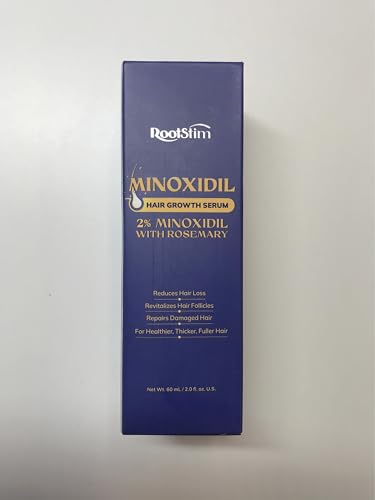 RootStim
MINOXIDIL
HAIR GROWTH SERUM
2% MINOXIDIL
WITH ROSEMARY
Reduces Hair Loss
Revitalizes Hair Follicles
Repairs Damaged Hair
For Healthier, Thicker, Fuller Hair
Net Wt. 60 mL / 2.0 fl. oz. U.S.